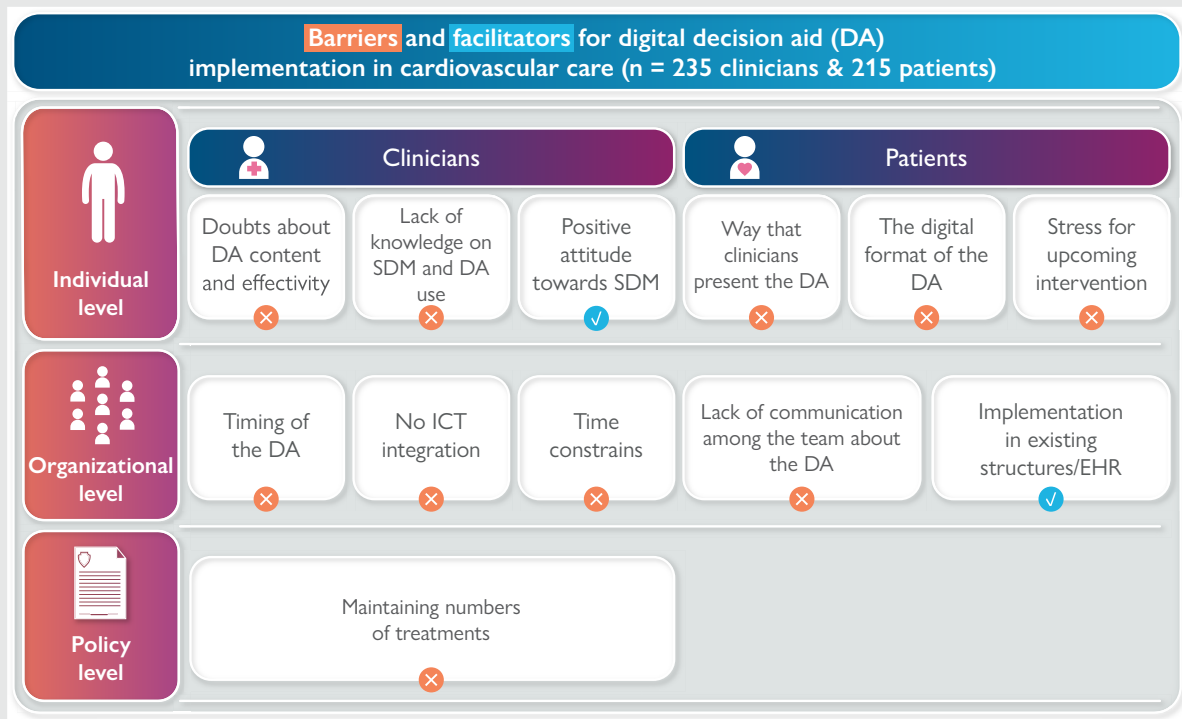 Barriers and facilitators for digital decision aid (DA)
implementation in cardiovascular care (n = 235 clinicians & 215 patients)
Clinicians
Patients
Individual
level
Doubts about
DA content
and effectivity
Lack of
knowledge on
SDM and DA
use
Positive
attitude
towards SDM
Way that
clinicians
present the DA
The digital
format of the
DA
Stress for
upcoming
intervention
Organizational
level
Timing of
the DA
No ICT
integration
Time
constrains
Lack of communication
among the team about
the DA
Implementation
in existing
structures/EHR
Policy
level
Maintaining numbers
of treatments